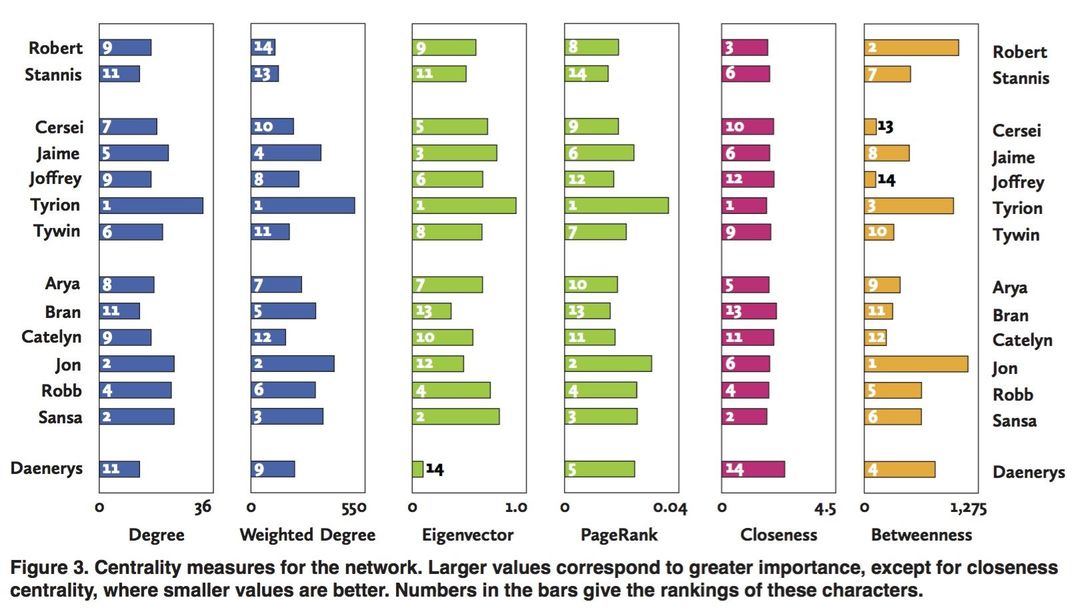 Robert 9 14 9 8 3 2 Robert
Stannis 11 13 11 14 6 7 Stannis
Cersei 7 10 5 9 10 13 Cersei
Jaime 5 4 3 6 6 8 Jaime
Joffrey 9 8 6 12 12 14 Joffrey
Tyrion 1 1 1 1 1 3 Tyrion
Tywin 6 11 8 7 9 10 Tywin
Arya 8 7 7 10 5 9 Arya
Bran 11 5 13 13 13 11 Bran
Catelyn 9 12 10 11 11 12 Catelyn
Jon 2 2 12 2 6 1 Jon
Robb 4 6 4 4 4 5 Robb
Sansa 2 3 2 3 2 6 Sansa
Daenerys 11 9 14 5 14 4 Daenerys
0 36 0 550 0 1.0 0 0.04 0 4.5 0 1,275
Degree Weighted Degree Eigenvector PageRank Closeness Betweenness
Figure 3. Centrality measures for the network. Larger values correspond to greater importance, except for closeness
centrality, where smaller values are better. Numbers in the bars give the rankings of these characters.